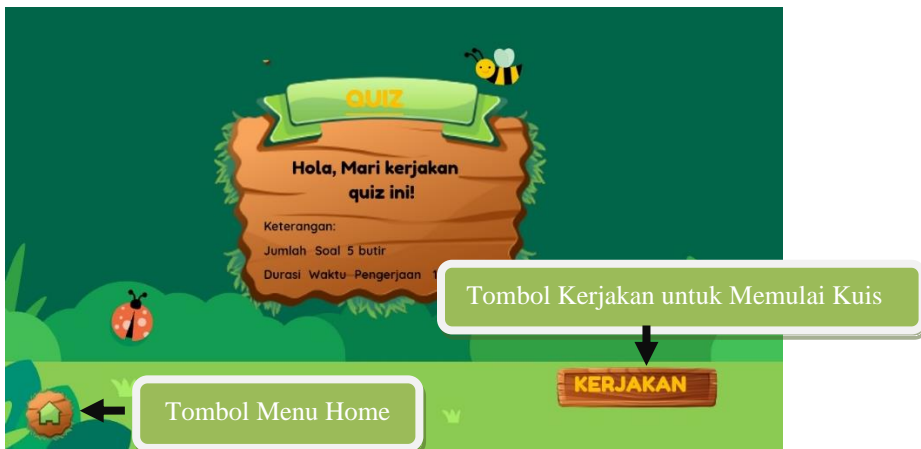 QUIZ
Hola, Mari kerjakan
quiz ini!
Keterangan:
Jumlah Soal 5 butir
Durasi Waktu Pengerjaan
Tombol Kerjakan untuk Memulai Kuis
KERJAKAN
Tombol Menu Home